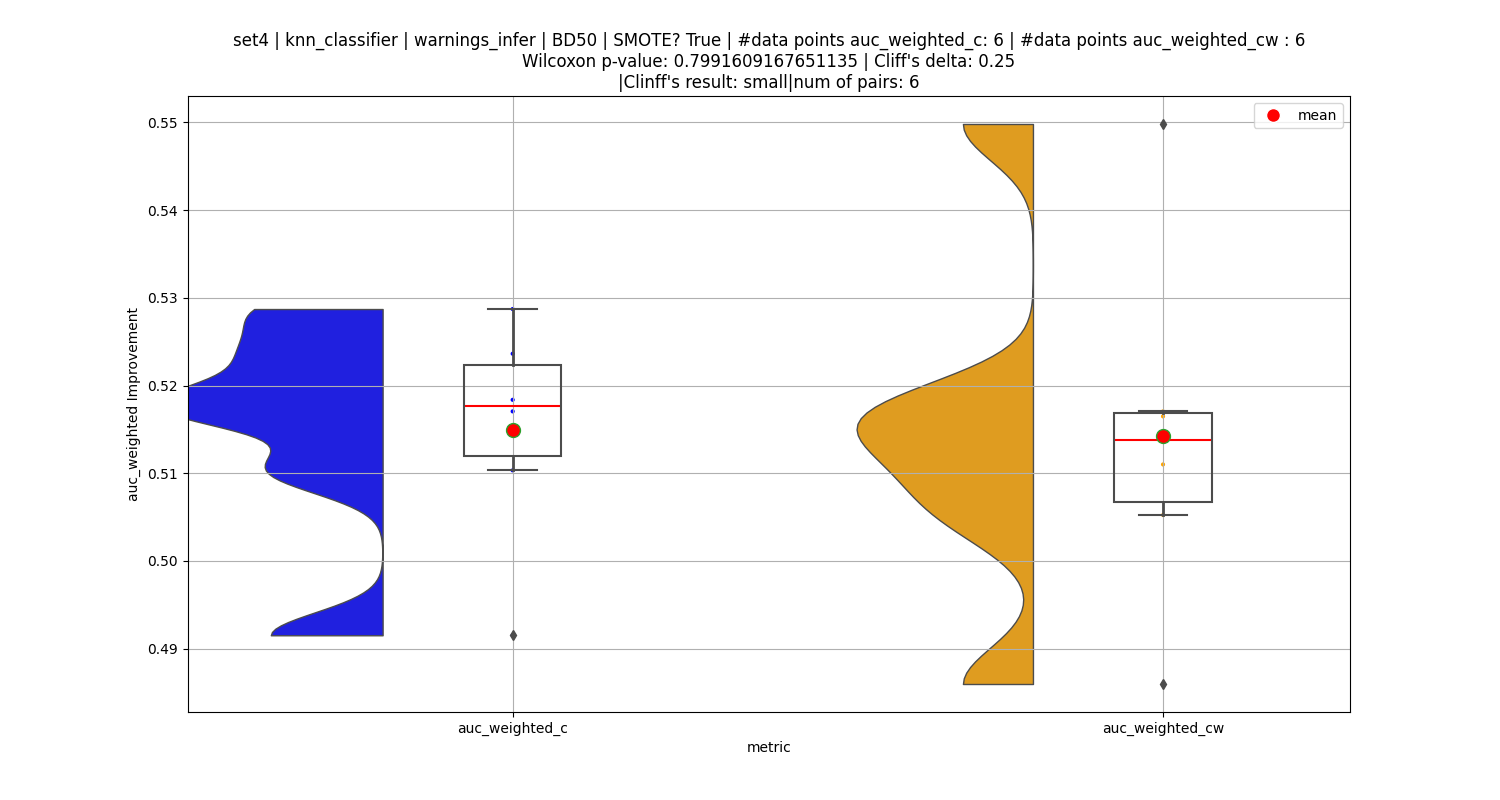 set4 | knn_classifier | warnings_infer | BD50 | SMOTE? True | #data points auc_weighted_c: 6 | #data points auc_weighted_cw : 6
Wilcoxon p-value: 0.7991609167651135 | Cliff's delta: 0.25
|Clinff's result: small|num of pairs: 6
mean
0.55
0.54
0.53
0.52
0.51
0.50
0.49
auc_weighted Improvement
auc_weighted_c
auc_weighted_cw
metric